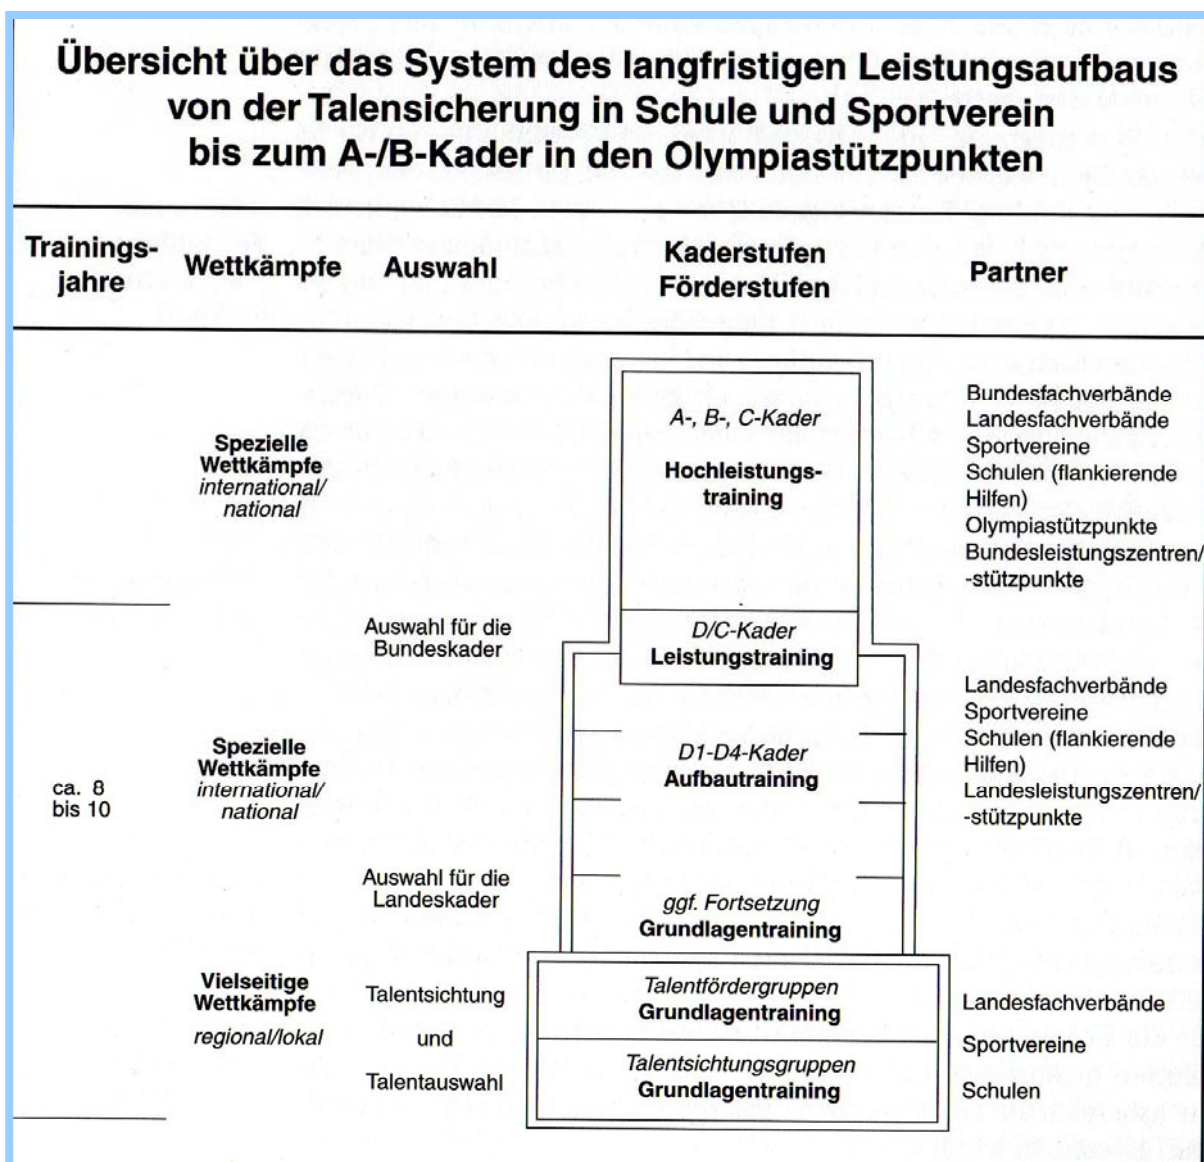 Übersicht über das System des langfristigen Leistungsaufbaus
von der Talensicherung in Schule und Sportverein
bis zum A-/B-Kader in den Olympiastützpunkten
Trainings-
jahre
Wettkämpfe
Auswahl
Kaderstufen
Förderstufen
Partner
Spezielle
Wettkämpfe
international/
national
A-, B-, C-Kader
Hochleistungs-
training
Bundesfachverbände
Landesfachverbände
Sportvereine
Schulen (flankierende
Hilfen)
Olympiastützpunkte
Bundesleistungszentren/
-stützpunkte
Auswahl für die
Bundeskader
D/C-Kader
Leistungstraining
ca. 8
bis 10
Spezielle
Wettkämpfe
international/
national
D1-D4-Kader
Aufbautraining
Landesfachverbände
Sportvereine
Schulen (flankierende
Hilfen)
Landesleistungszentren/
-stützpunkte
Auswahl für die
Landeskader
ggf. Fortsetzung
Grundlagentraining
Vielseitige
Wettkämpfe
regional/lokal
Talentsichtung
und
Talentauswahl
Talentfördergruppen
Grundlagentraining
Talentsichtungsgruppen
Grundlagentraining
Landesfachverbände
Sportvereine
Schulen